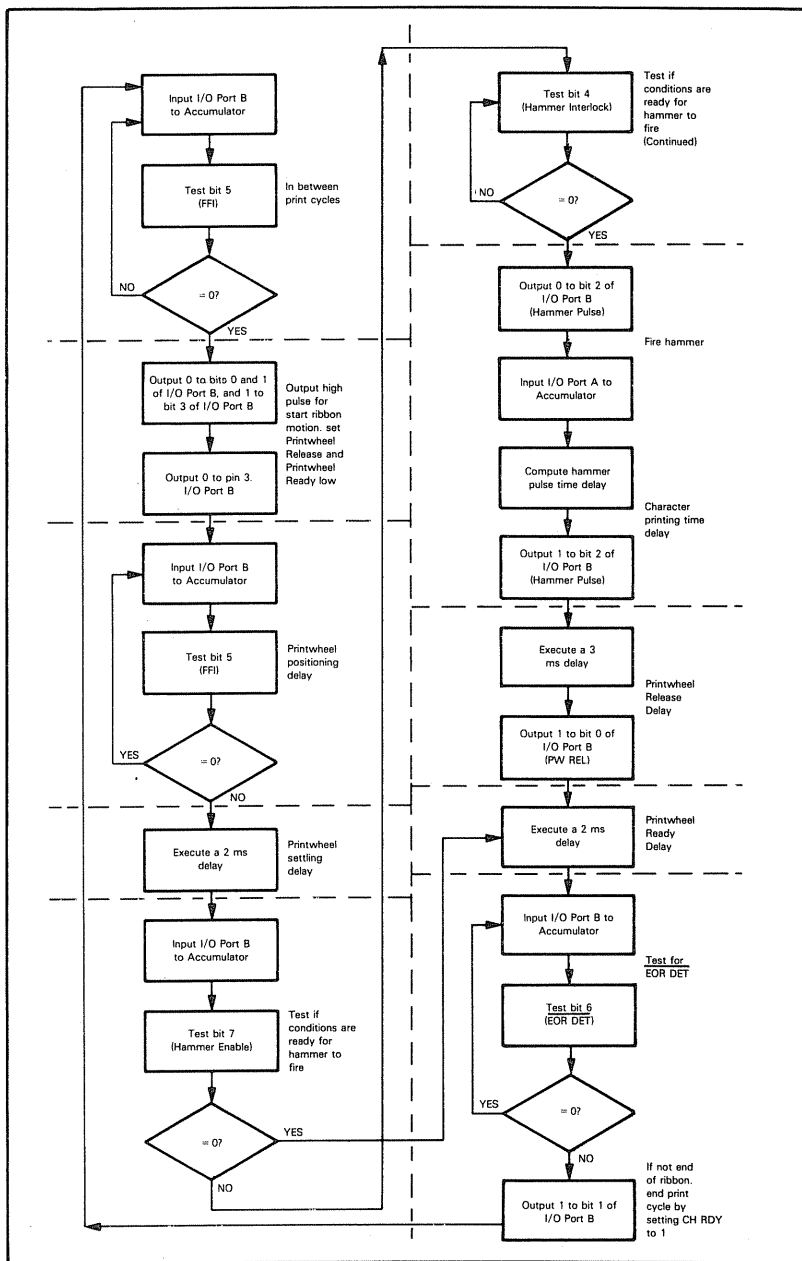 Input I/O Port B
to Accumulator
Test bit 5
(FFI)
In between
print cycles
= 0?
NO
YES
Output 0 to bits 0 and 1
of I/O Port B, and 1 to
bit 3 of I/O Port B
Output high
pulse for
start ribbon
motion. set
Printwheel
Release and
Printwheel
Ready low
Output 0 to pin 3.
I/O Port B
Input I/O Port B
to Accumulator
Test bit 5
(FFI)
Printwheel
positioning
delay
= 0?
YES
NO
Execute a 2 ms
delay
Printwheel
settling
delay
Input I/O Port B
to Accumulator
Test bit 7
(Hammer Enable)
Test if
conditions are
ready for
hammer to
fire
= 0?
YES
NO
Test bit 4
(Hammer Interlock)
Test if
conditions are
ready for
hammer to
fire
(Continued)
= 0?
NO
YES
Output 0 to bit 2 of
I/O Port B
(Hammer Pulse)
Fire hammer
Input I/O Port A to
Accumulator
Compute hammer
pulse time delay
Character
printing time
delay
Output 1 to bit 2 of
I/O Port B
(Hammer Pulse)
Execute a 3
ms delay
Printwheel
Release
Delay
Output 1 to bit 0 of
I/O Port B
(PW REL)
Execute a 2 ms
delay
Printwheel
Ready
Delay
Input I/O Port B to
Accumulator
Test for
EOR DET
Test bit 6
(EOR DET)
= 0?
YES
NO
Output 1 to bit 1 of
I/O Port B
If not end
of ribbon.
end print
cycle by
setting CH RDY
to 1